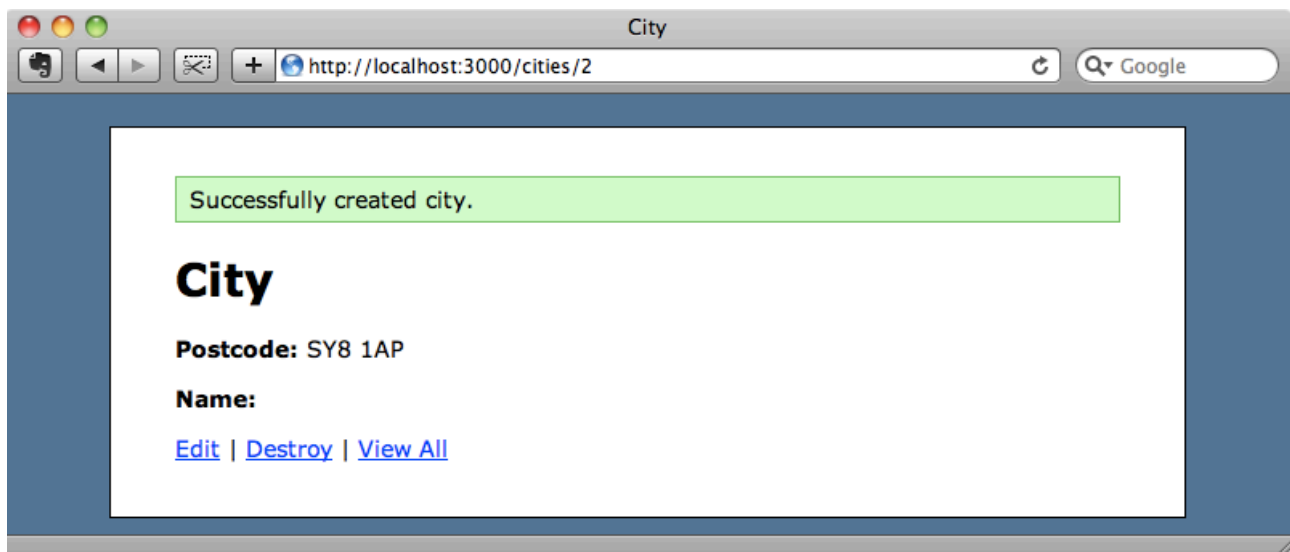 City
http://localhost:3000/cities/2
Google
Successfully created city.
City
Postcode: SY8 1AP
Name:
Edit | Destroy | View All